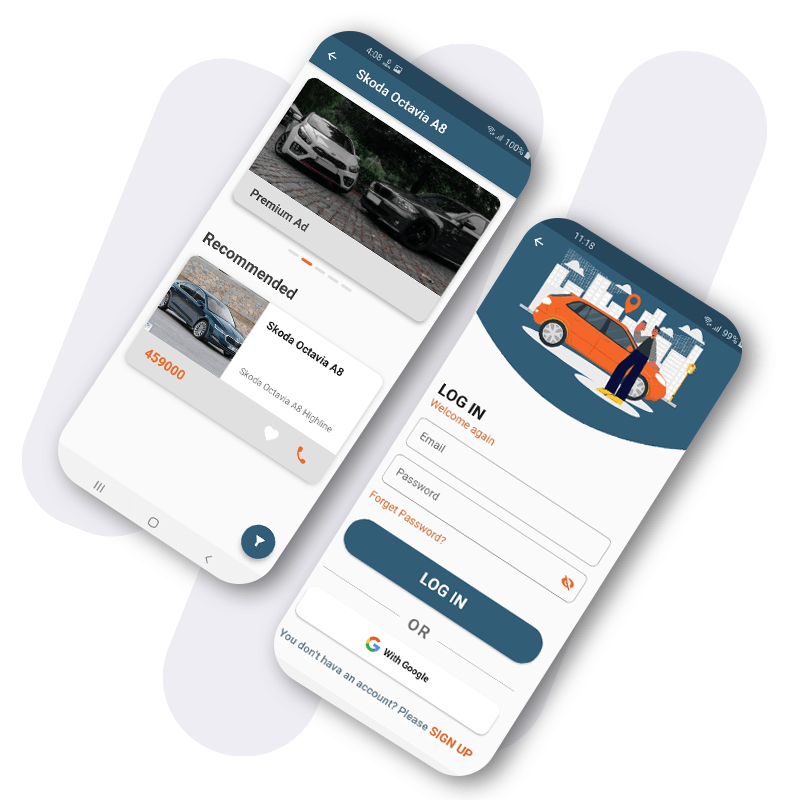 4:08
100%
Skoda Octavia A8
Premium Ad
Recommended
Skoda Octavia A8
Skoda Octavia A8 Highline
459000
11:18
99%
LOG IN
Welcome again
Email
Password
Forget Password?
LOG IN
OR
With Google
You don't hava an account? Please SIGN UP